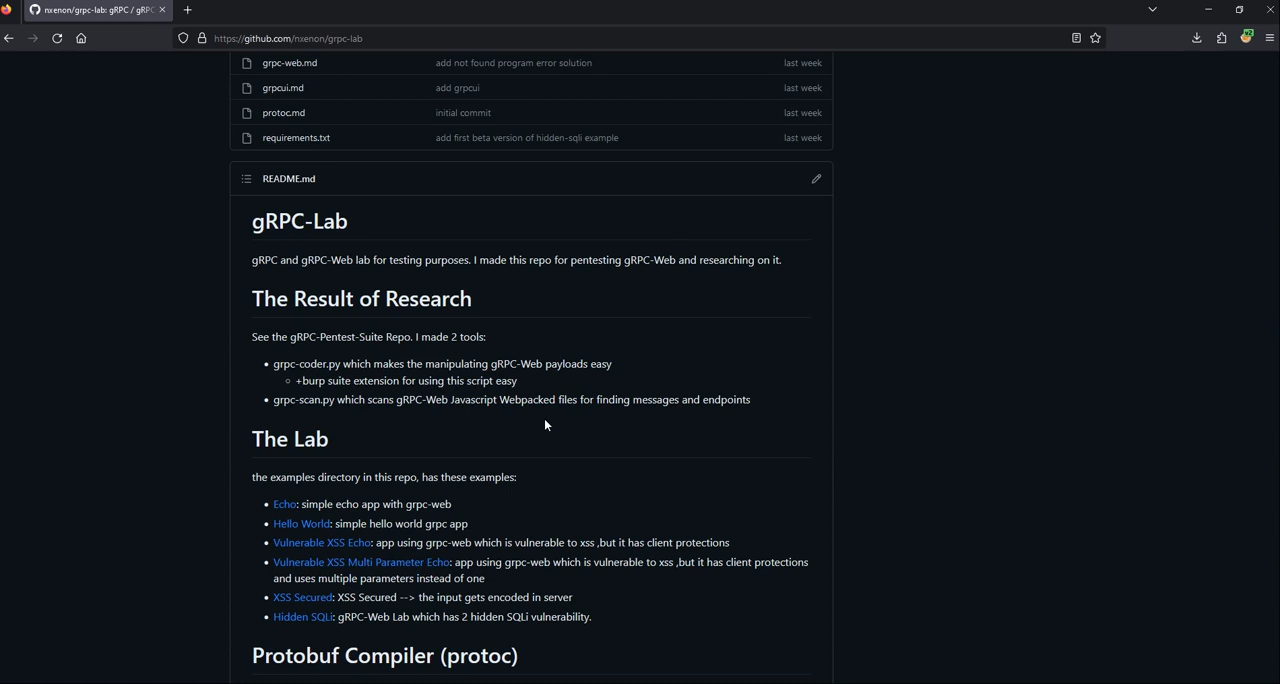 nxenon/grpc-lab: gRPC / gRPC
https://github.com/nxenon/grpc-lab
grpc-web.md add not found program error solution last week
grpcui.md add grpcui last week
protoc.md initial commit last week
requirements.txt add first beta version of hidden-sqli example last week
README.md
gRPC-Lab
gRPC and gRPC-Web lab for testing purposes. I made this repo for pentesting gRPC-Web and researching on it.
The Result of Research
See the gRPC-Pentest-Suite Repo. I made 2 tools:
• grpc-coder.py which makes the manipulating gRPC-Web payloads easy
○ +burp suite extension for using this script easy
• grpc-scan.py which scans gRPC-Web Javascript Webpacked files for finding messages and endpoints
The Lab
the examples directory in this repo, has these examples:
• Echo: simple echo app with grpc-web
• Hello World: simple hello world grpc app
• Vulnerable XSS Echo: app using grpc-web which is vulnerable to xss ,but it has client protections
• Vulnerable XSS Multi Parameter Echo: app using grpc-web which is vulnerable to xss ,but it has client protections
and uses multiple parameters instead of one
• XSS Secured: XSS Secured --> the input gets encoded in server
• Hidden SQLi: gRPC-Web Lab which has 2 hidden SQLi vulnerability.
Protobuf Compiler (protoc)